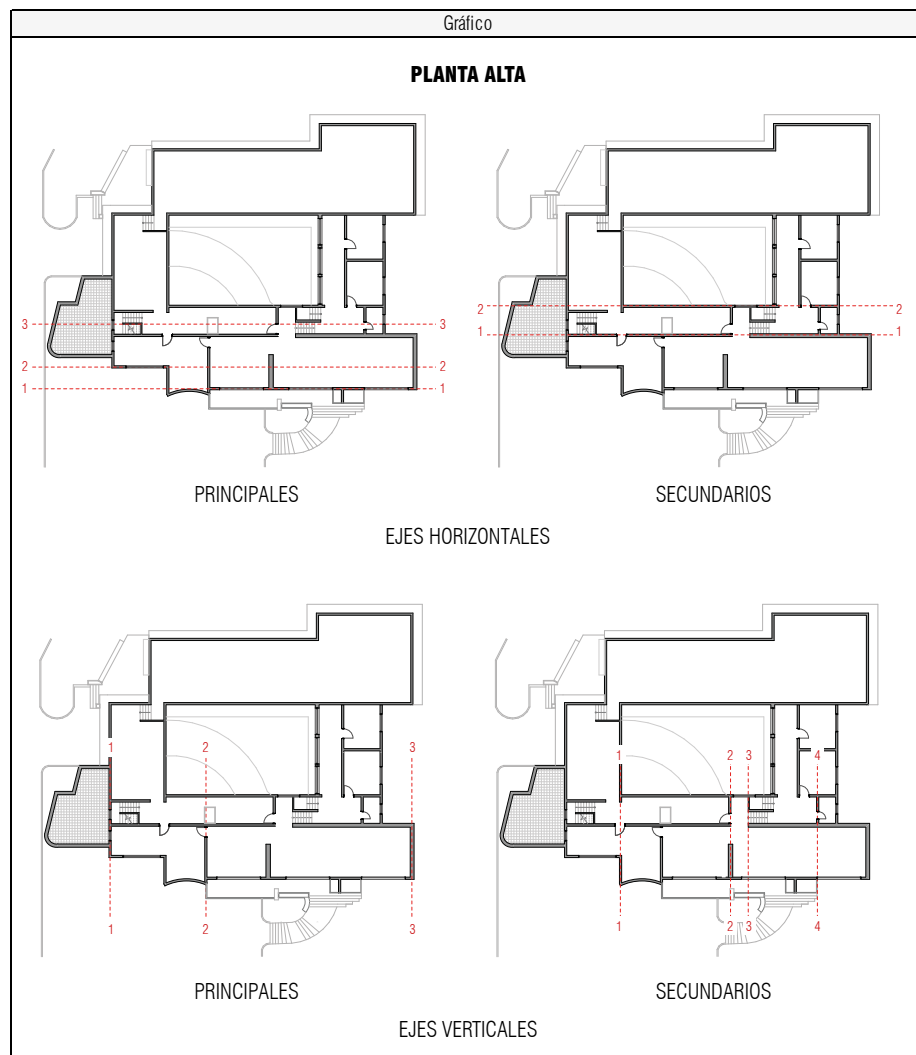 Gráfico
PLANTA ALTA
3 3 2 2
2 2 1 1
1 1
PRINCIPALES SECUNDARIOS
EJES HORIZONTALES
1 2 3 1 2 3 4
1 2 3 1 2 3 4
PRINCIPALES SECUNDARIOS
EJES VERTICALES